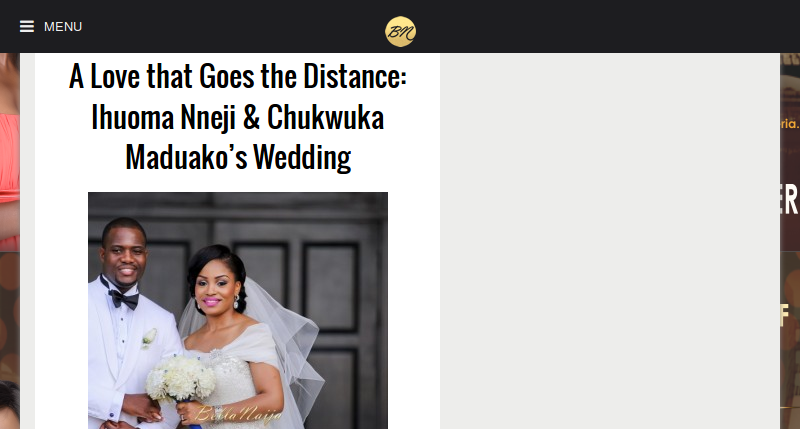 MENU
BN
A Love that Goes the Distance:
Ihuoma Nneji & Chukwuka
Maduako’s Wedding
BellaNaija
ria.
ER
F